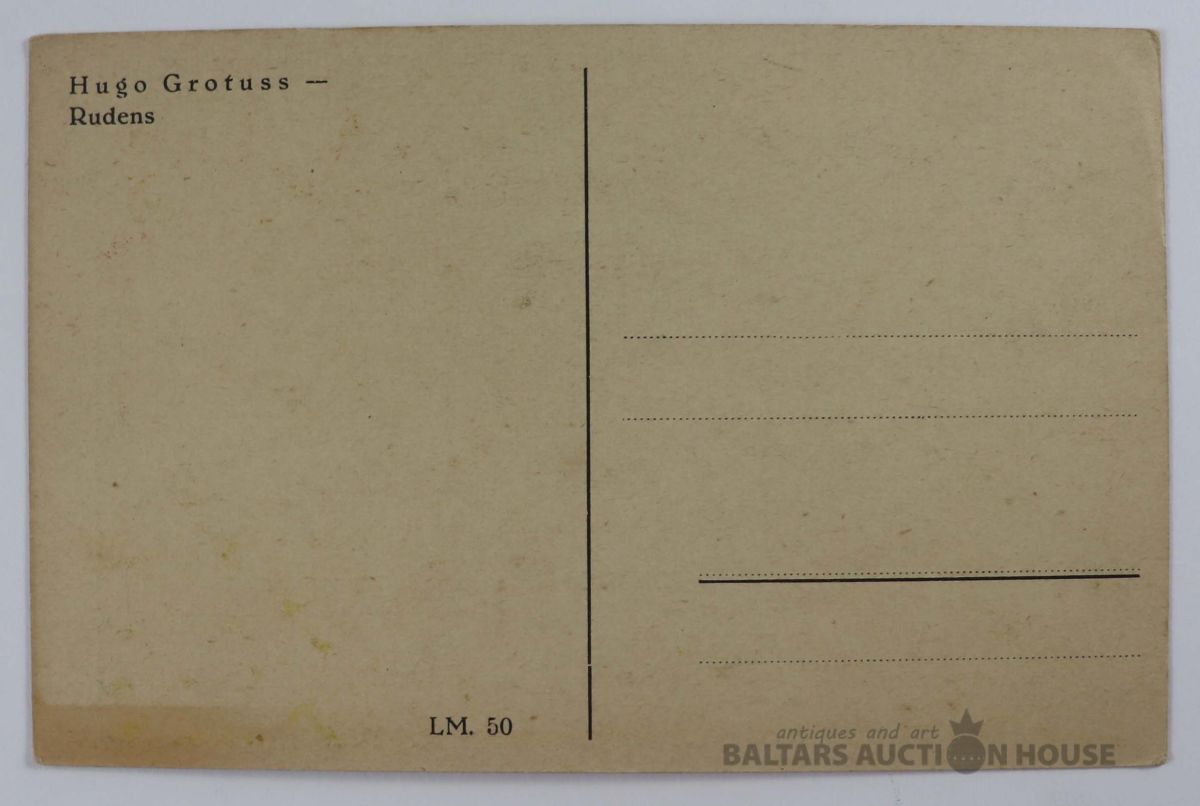 Hugo Grotuss —
Rudens
LM. 50
antiques and art
BALTARS AUCTION HOUSE